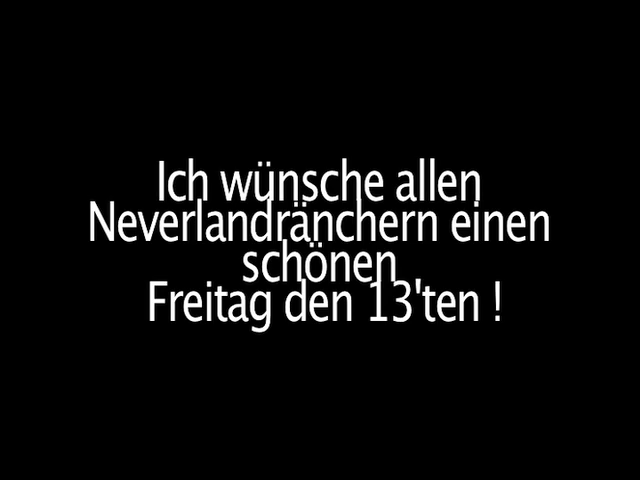 Ich wünsche allen
Neverlandränchern einen
schönen
Freitag den 13'ten !